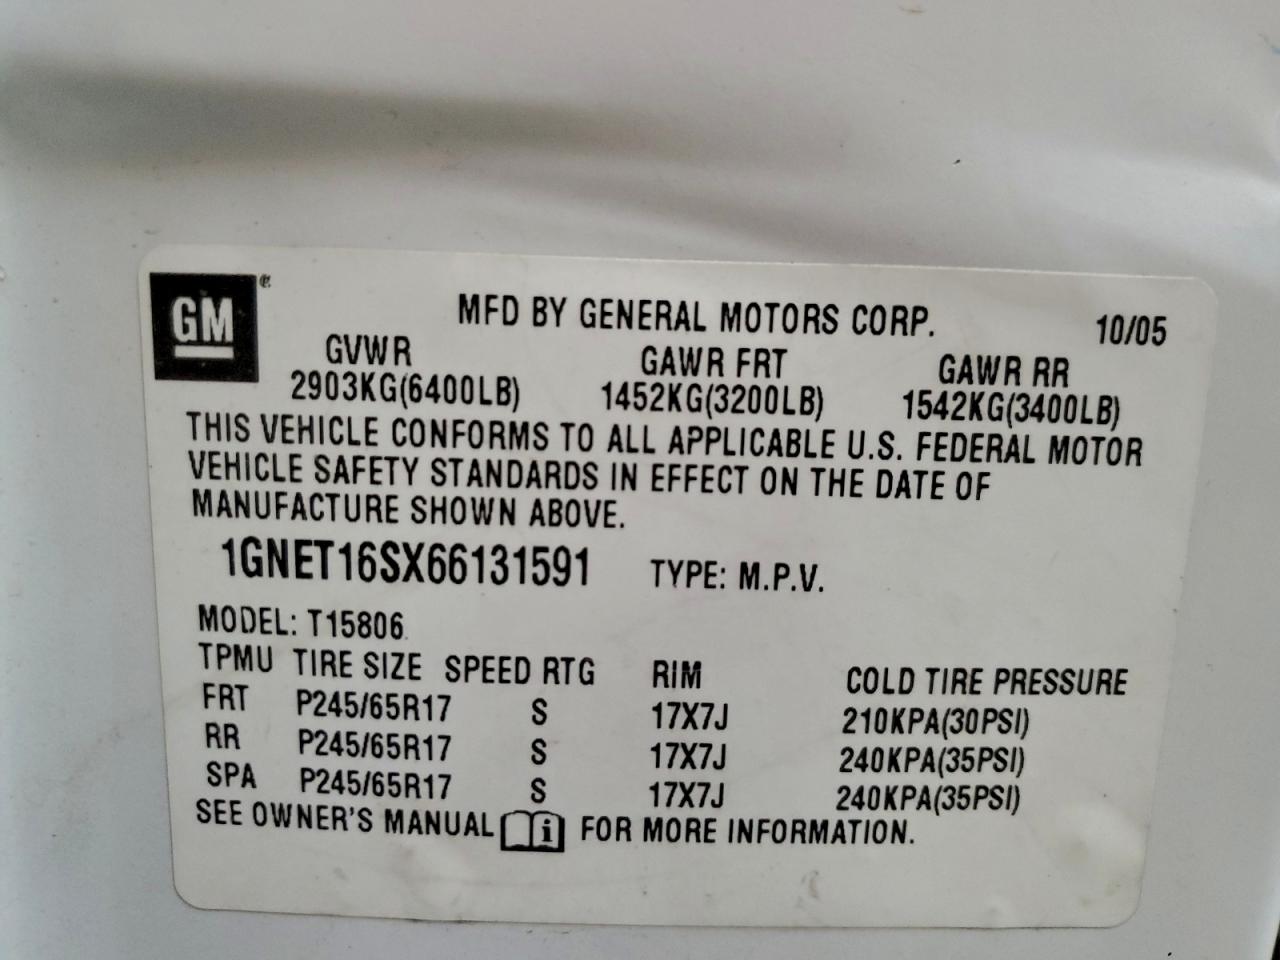 GM®
MFD BY GENERAL MOTORS CORP. 10/05
GVWR GAWR FRT GAWR RR
2903KG(6400LB) 1452KG(3200LB) 1542KG(3400LB)
THIS VEHICLE CONFORMS TO ALL APPLICABLE U.S. FEDERAL MOTOR
VEHICLE SAFETY STANDARDS IN EFFECT ON THE DATE OF
MANUFACTURE SHOWN ABOVE.
1GNET16SX66131591 TYPE: M.P.V.
MODEL: T15806
TPMU TIRE SIZE SPEED RTG RIM COLD TIRE PRESSURE
FRT P245/65R17 S 17X7J 210KPA(30PSI)
RR P245/65R17 S 17X7J 240KPA(35PSI)
SPA P245/65R17 S 17X7J 240KPA(35PSI)
SEE OWNER'S MANUAL i FOR MORE INFORMATION.